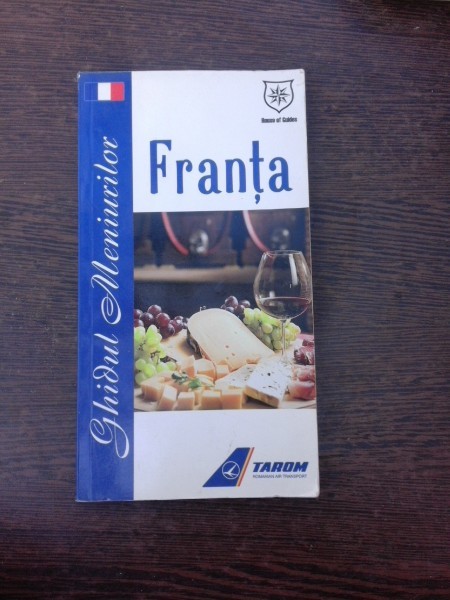 House of Guides
Franța
Ghidul Meniurilor
TAROM
ROMANIAN AIR TRANSPORT